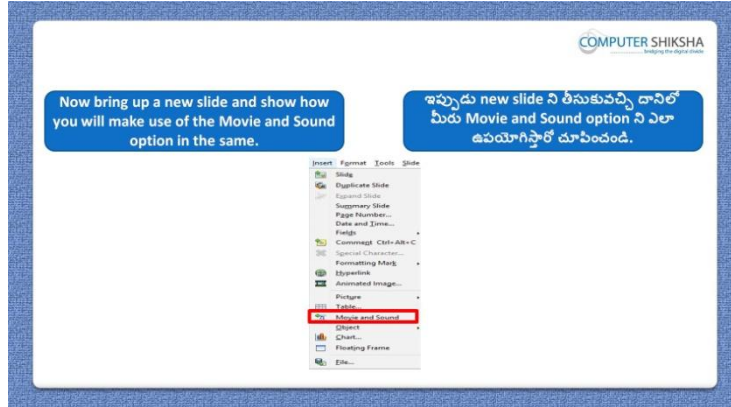 COMPUTER SHIKSHA
Bridging the digital divide
Now bring up a new slide and show how
you will make use of the Movie and Sound
option in the same.
ఇప్పుడు new slide ని తీసుకువచ్చి దానిలో
మీరు Movie and Sound option ని ఎలా
ఉపయోగిస్తారో చూపించండి.
Insert Format Tools Slide
Slide
Duplicate Slide
Expand Slide
Summary Slide
Page Number...
Date and Time...
Fields
Comment Ctrl+Alt+C
Special Character...
Formatting Mark
Hyperlink
Animated Image...
Picture
Table...
Movie and Sound
Object
Chart...
Floating Frame
File...